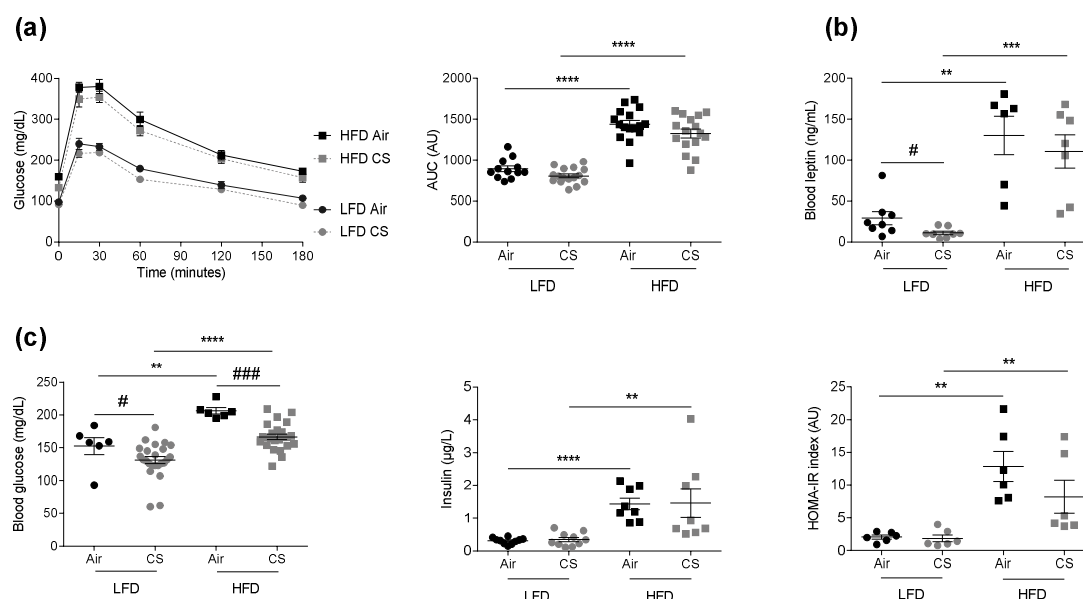 (a)
Glucose (mg/dL)
400
300
200
100
0
0 30 60 90 120 150 180
Time (minutes)
HFD Air
HFD CS
LFD Air
LFD CS
****
****
AUC (AU)
2000
1500
1000
500
0
Air CS Air CS
LFD HFD
(b)
***
**
#
Blood leptin (ng/mL)
200
150
100
50
0
Air CS Air CS
LFD HFD
(c)
****
**
###
#
Blood glucose (mg/dL)
250
200
150
100
50
0
Air CS Air CS
LFD HFD
**
****
Insulin (µg/L)
5
4
3
2
1
0
Air CS Air CS
LFD HFD
**
**
HOMA-IR index (AU)
25
20
15
10
5
0
Air CS Air CS
LFD HFD